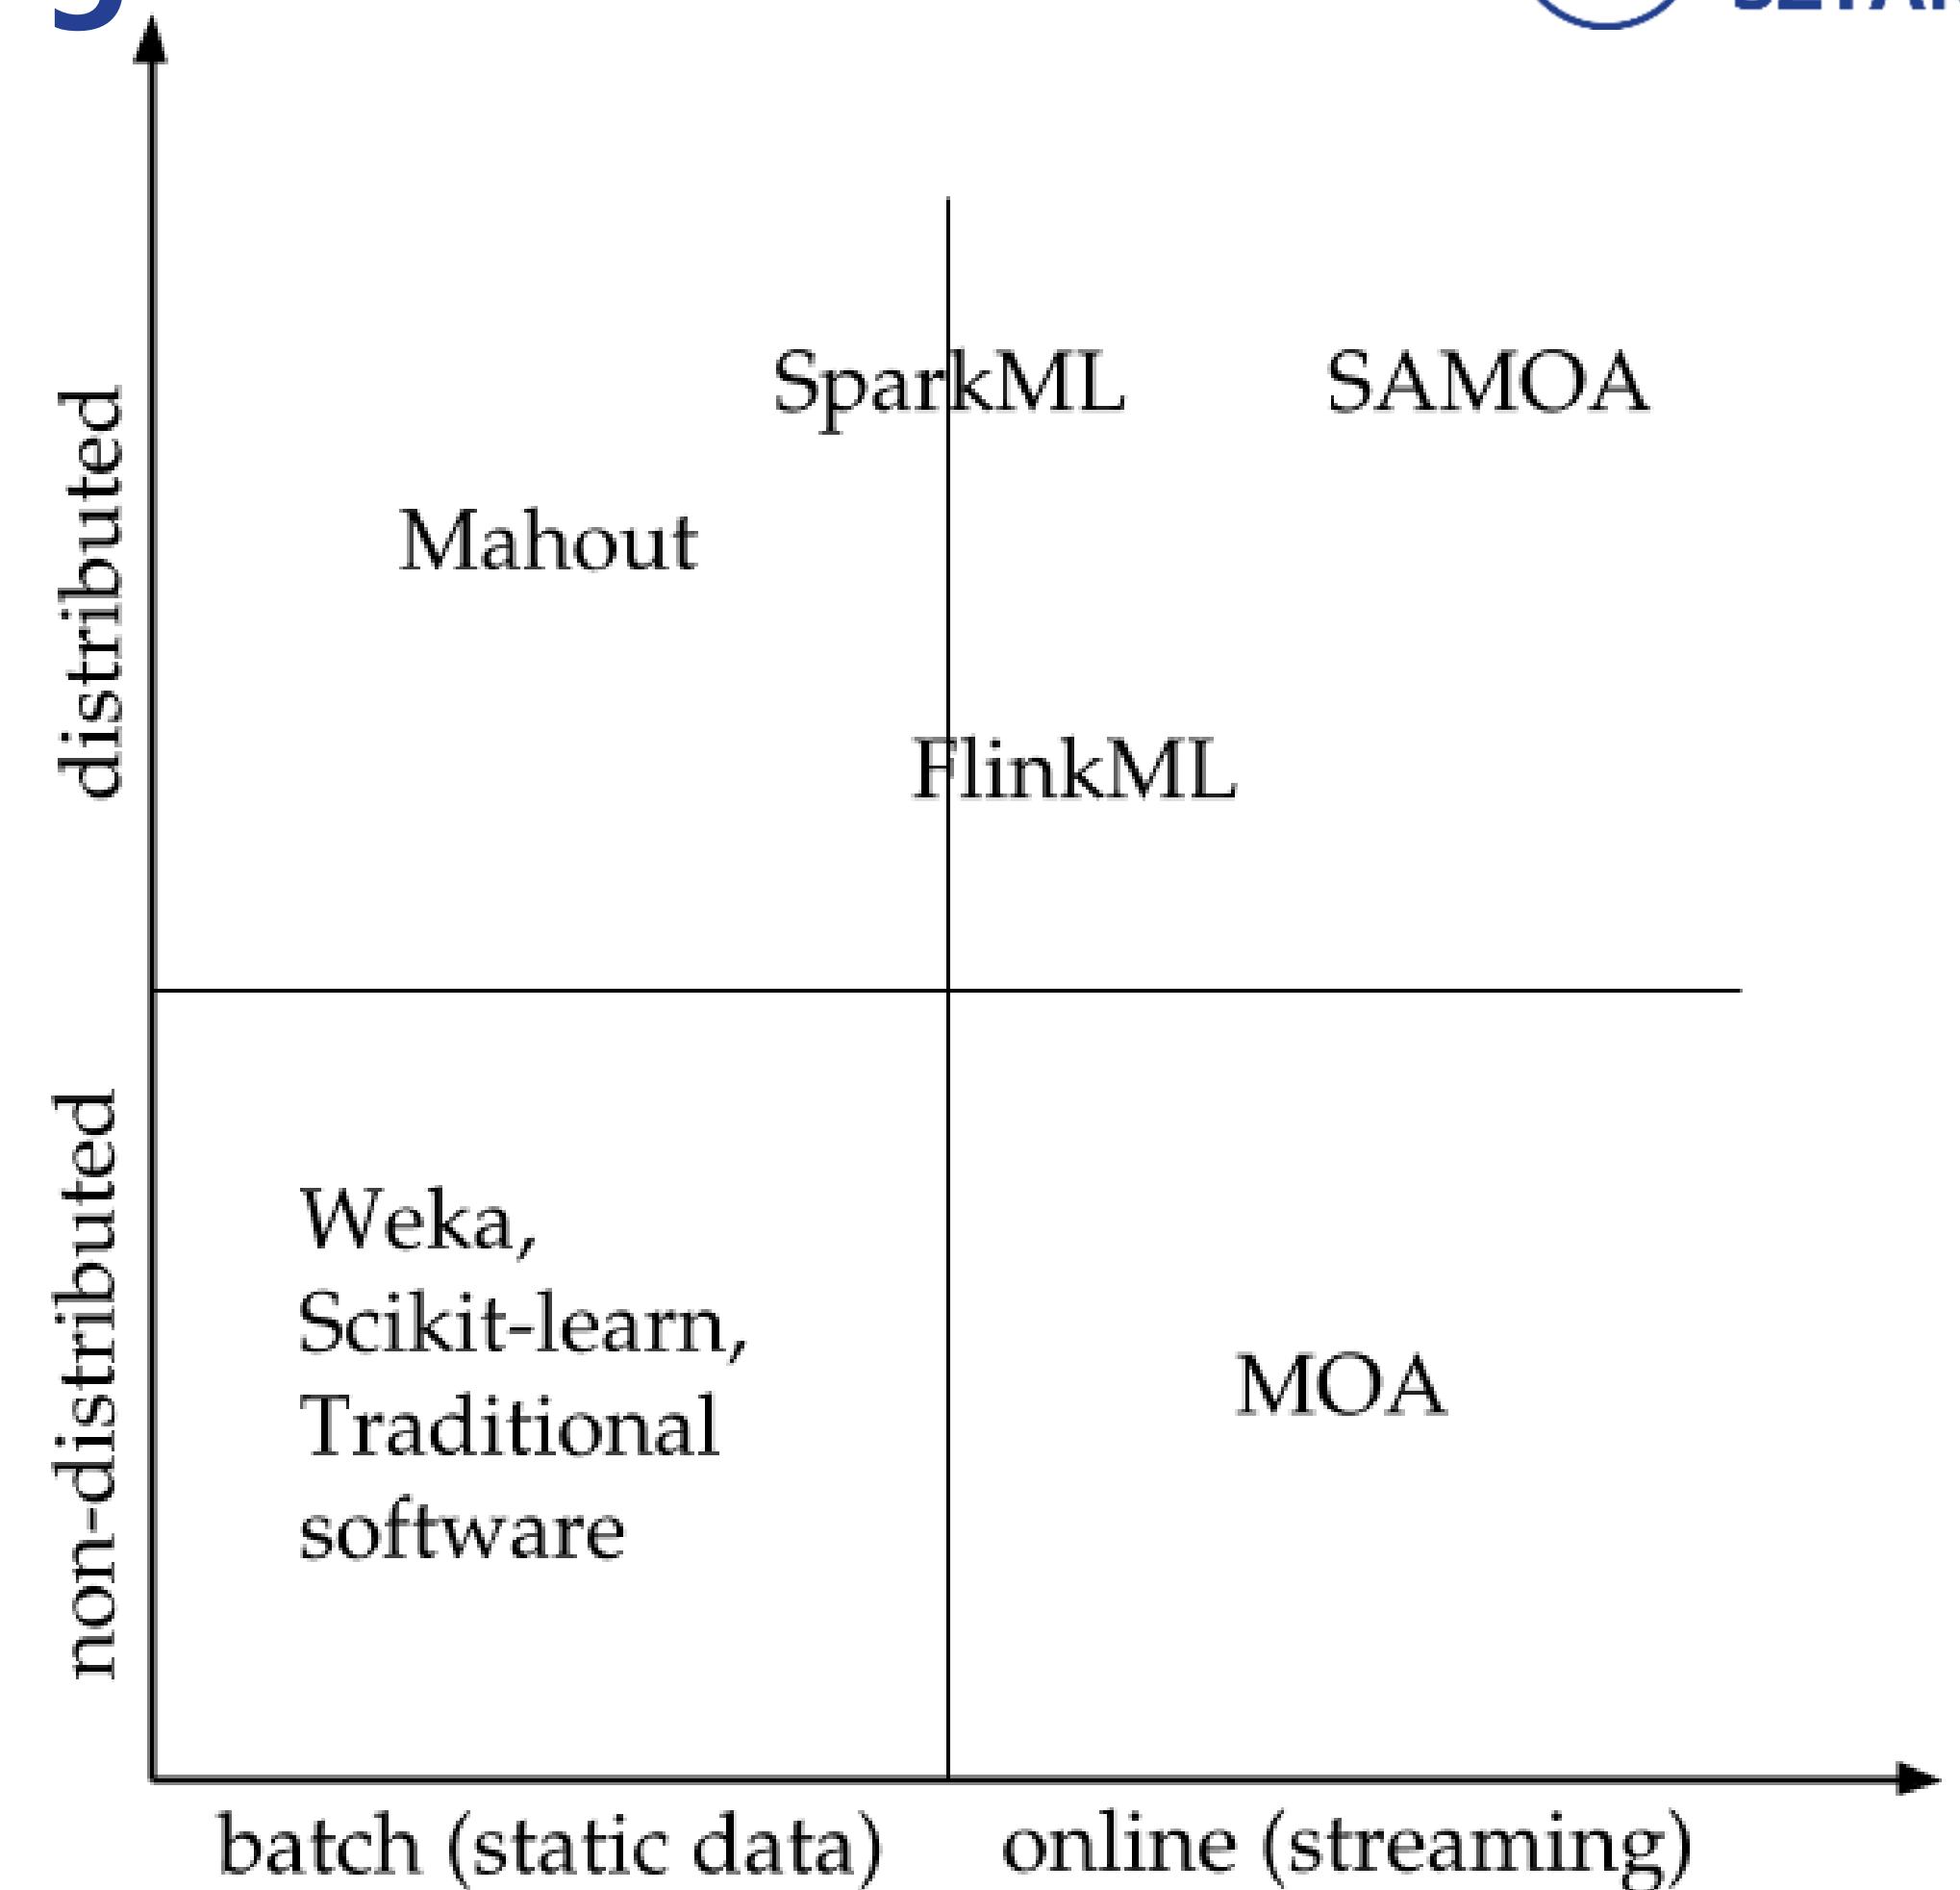 distributed
SparkML
SAMOA
Mahout
FlinkML
non-distributed
Weka,
Scikit-learn,
Traditional
software
MOA
batch (static data)
online (streaming)